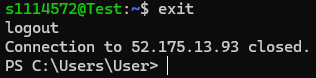 s1114572@Test:~$ exit
logout
Connection to 52.175.13.93 closed.
PS C:\Users\User>